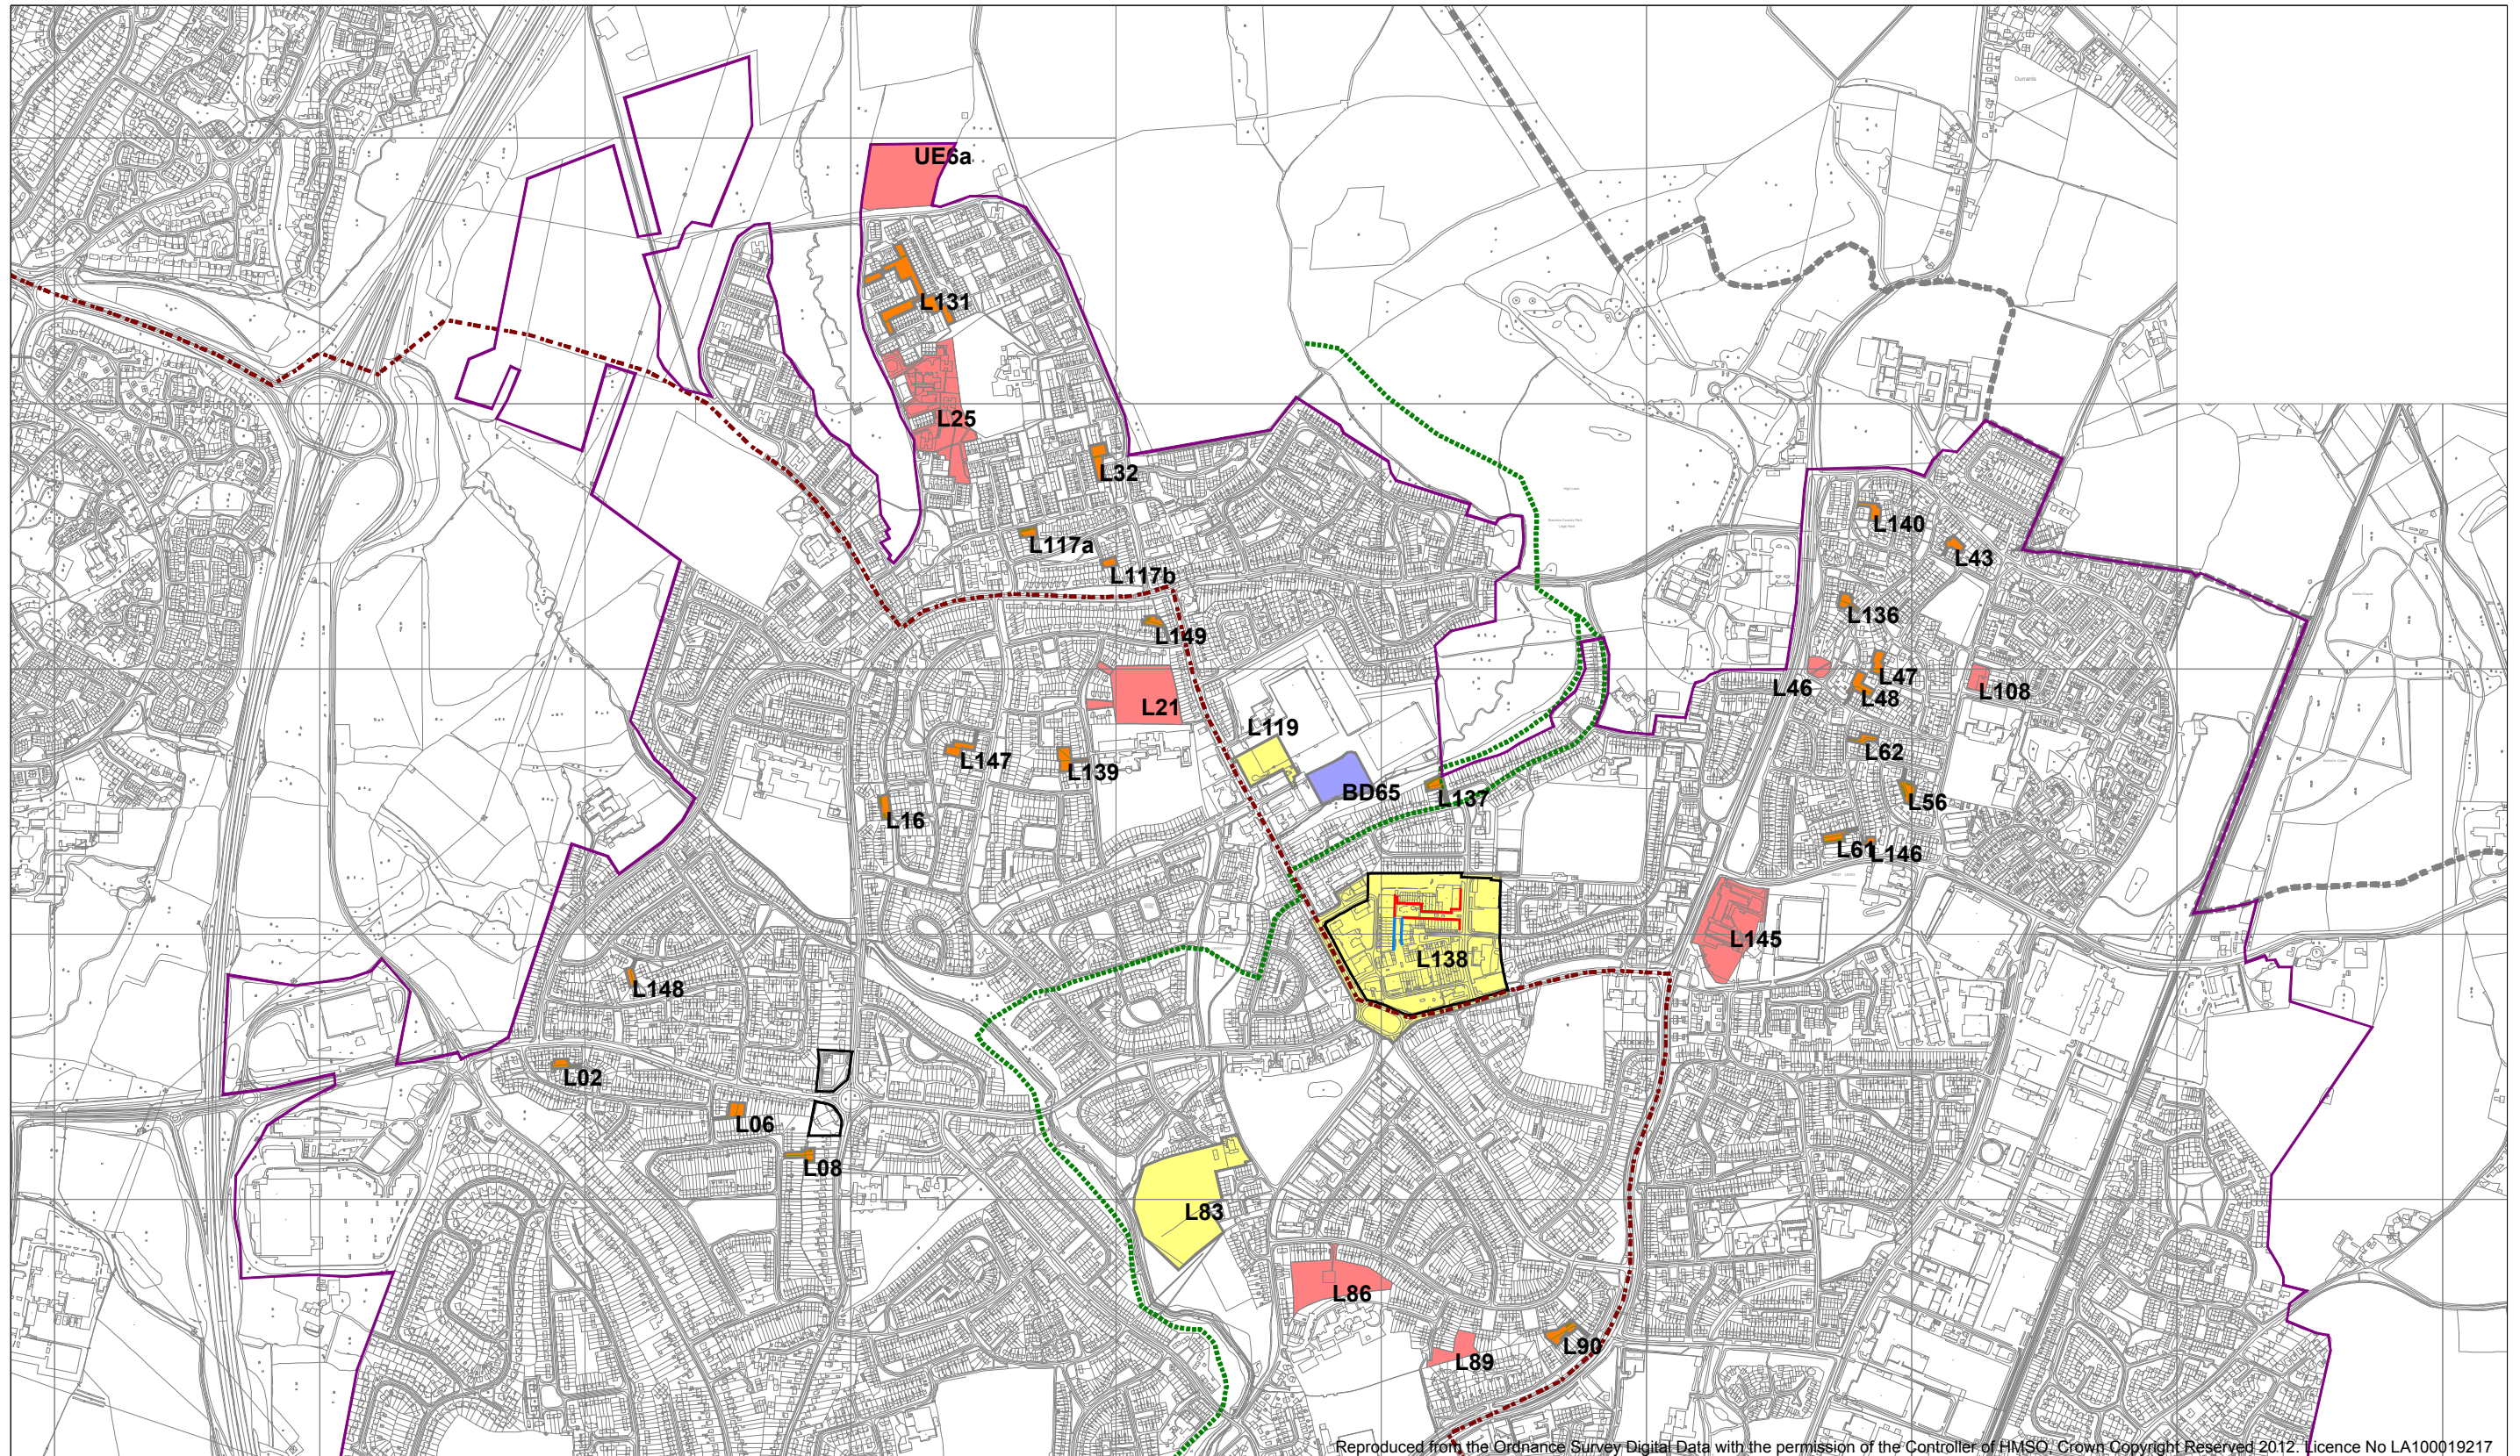 Durrants
UE6a
L131
L25
L32
L140
L117a
L43
L117b
L136
L149
L46
L47
L48
L108
L21
L119
L62
L147
L139
BD65
L137
L56
L16
L61
L146
L138
L145
L148
L02
L06
L08
L83
L86
L89
L90
Reproduced from the Ordnance Survey Digital Data with the permission of the Controller of HMSO. Crown Copyright Reserved 2012. Licence No LA100019217